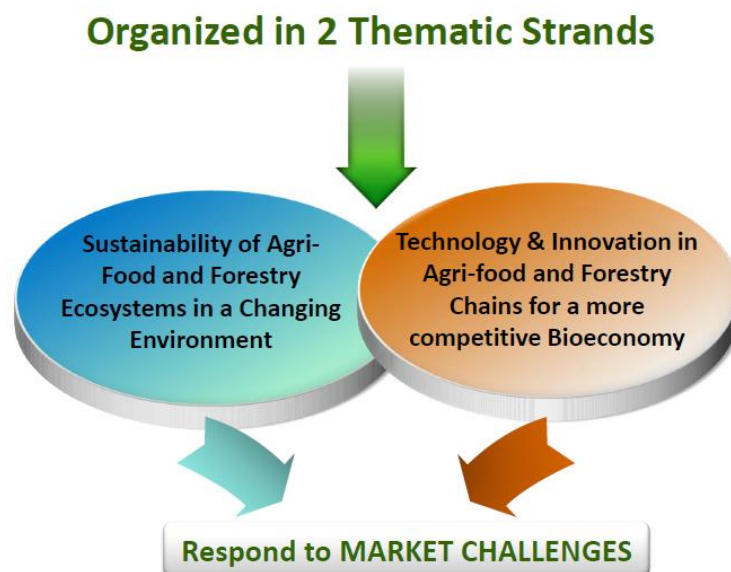 Organized in 2 Thematic Strands
Sustainability of Agri-
Food and Forestry
Ecosystems in a Changing
Environment
Technology & Innovation in
Agri-food and Forestry
Chains for a more
competitive Bioeconomy
Respond to MARKET CHALLENGES